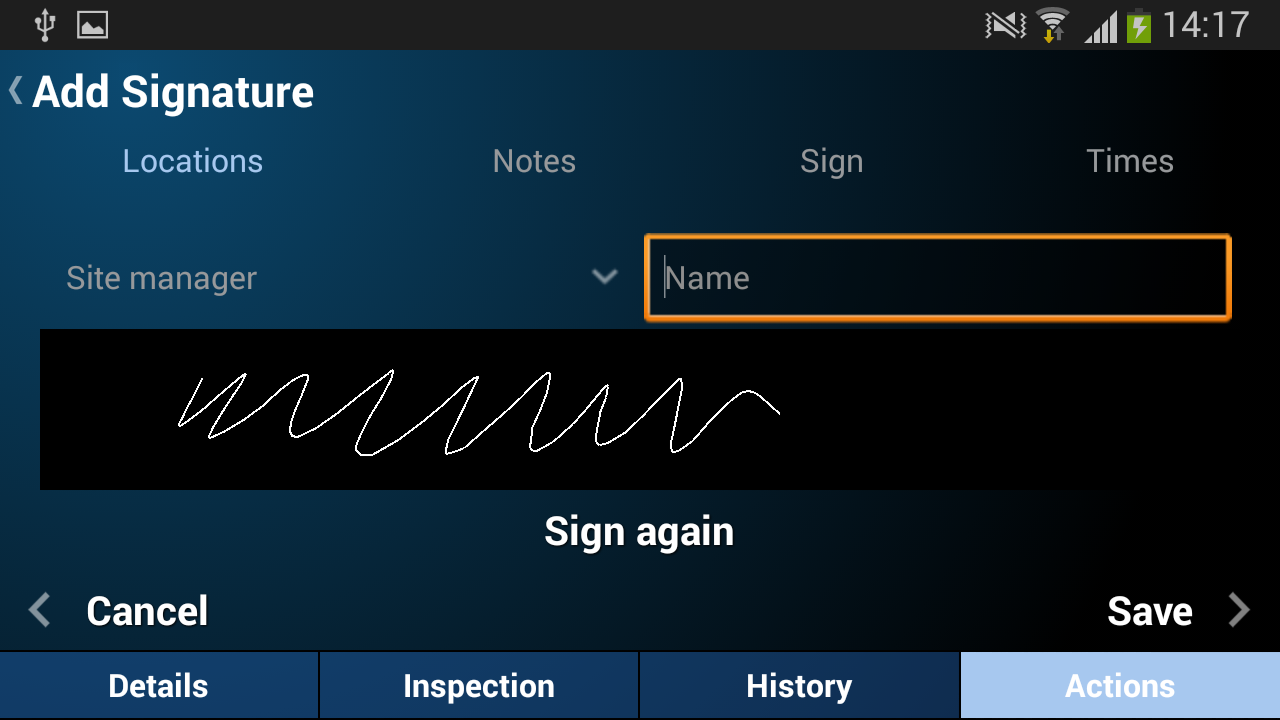 14:17
Add Signature
Locations Notes Sign Times
Site manager Name
Sign again
Cancel Save
Details Inspection History Actions